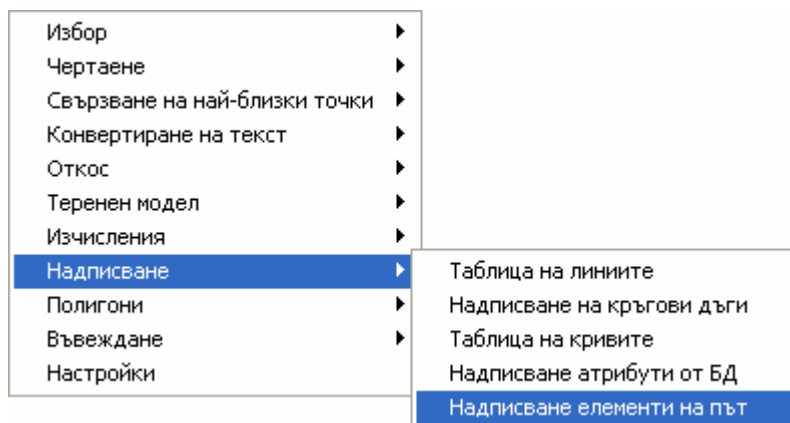 Избор
Чертаене
Свързване на най-близки точки
Конвертиране на текст
Откос
Теренен модел
Изчисления
Надписване
Полигони
Въвеждане
Настройки
Таблица на линиите
Надписване на кръгови дъги
Таблица на кривите
Надписване атрибути от БД
Надписване елементи на път